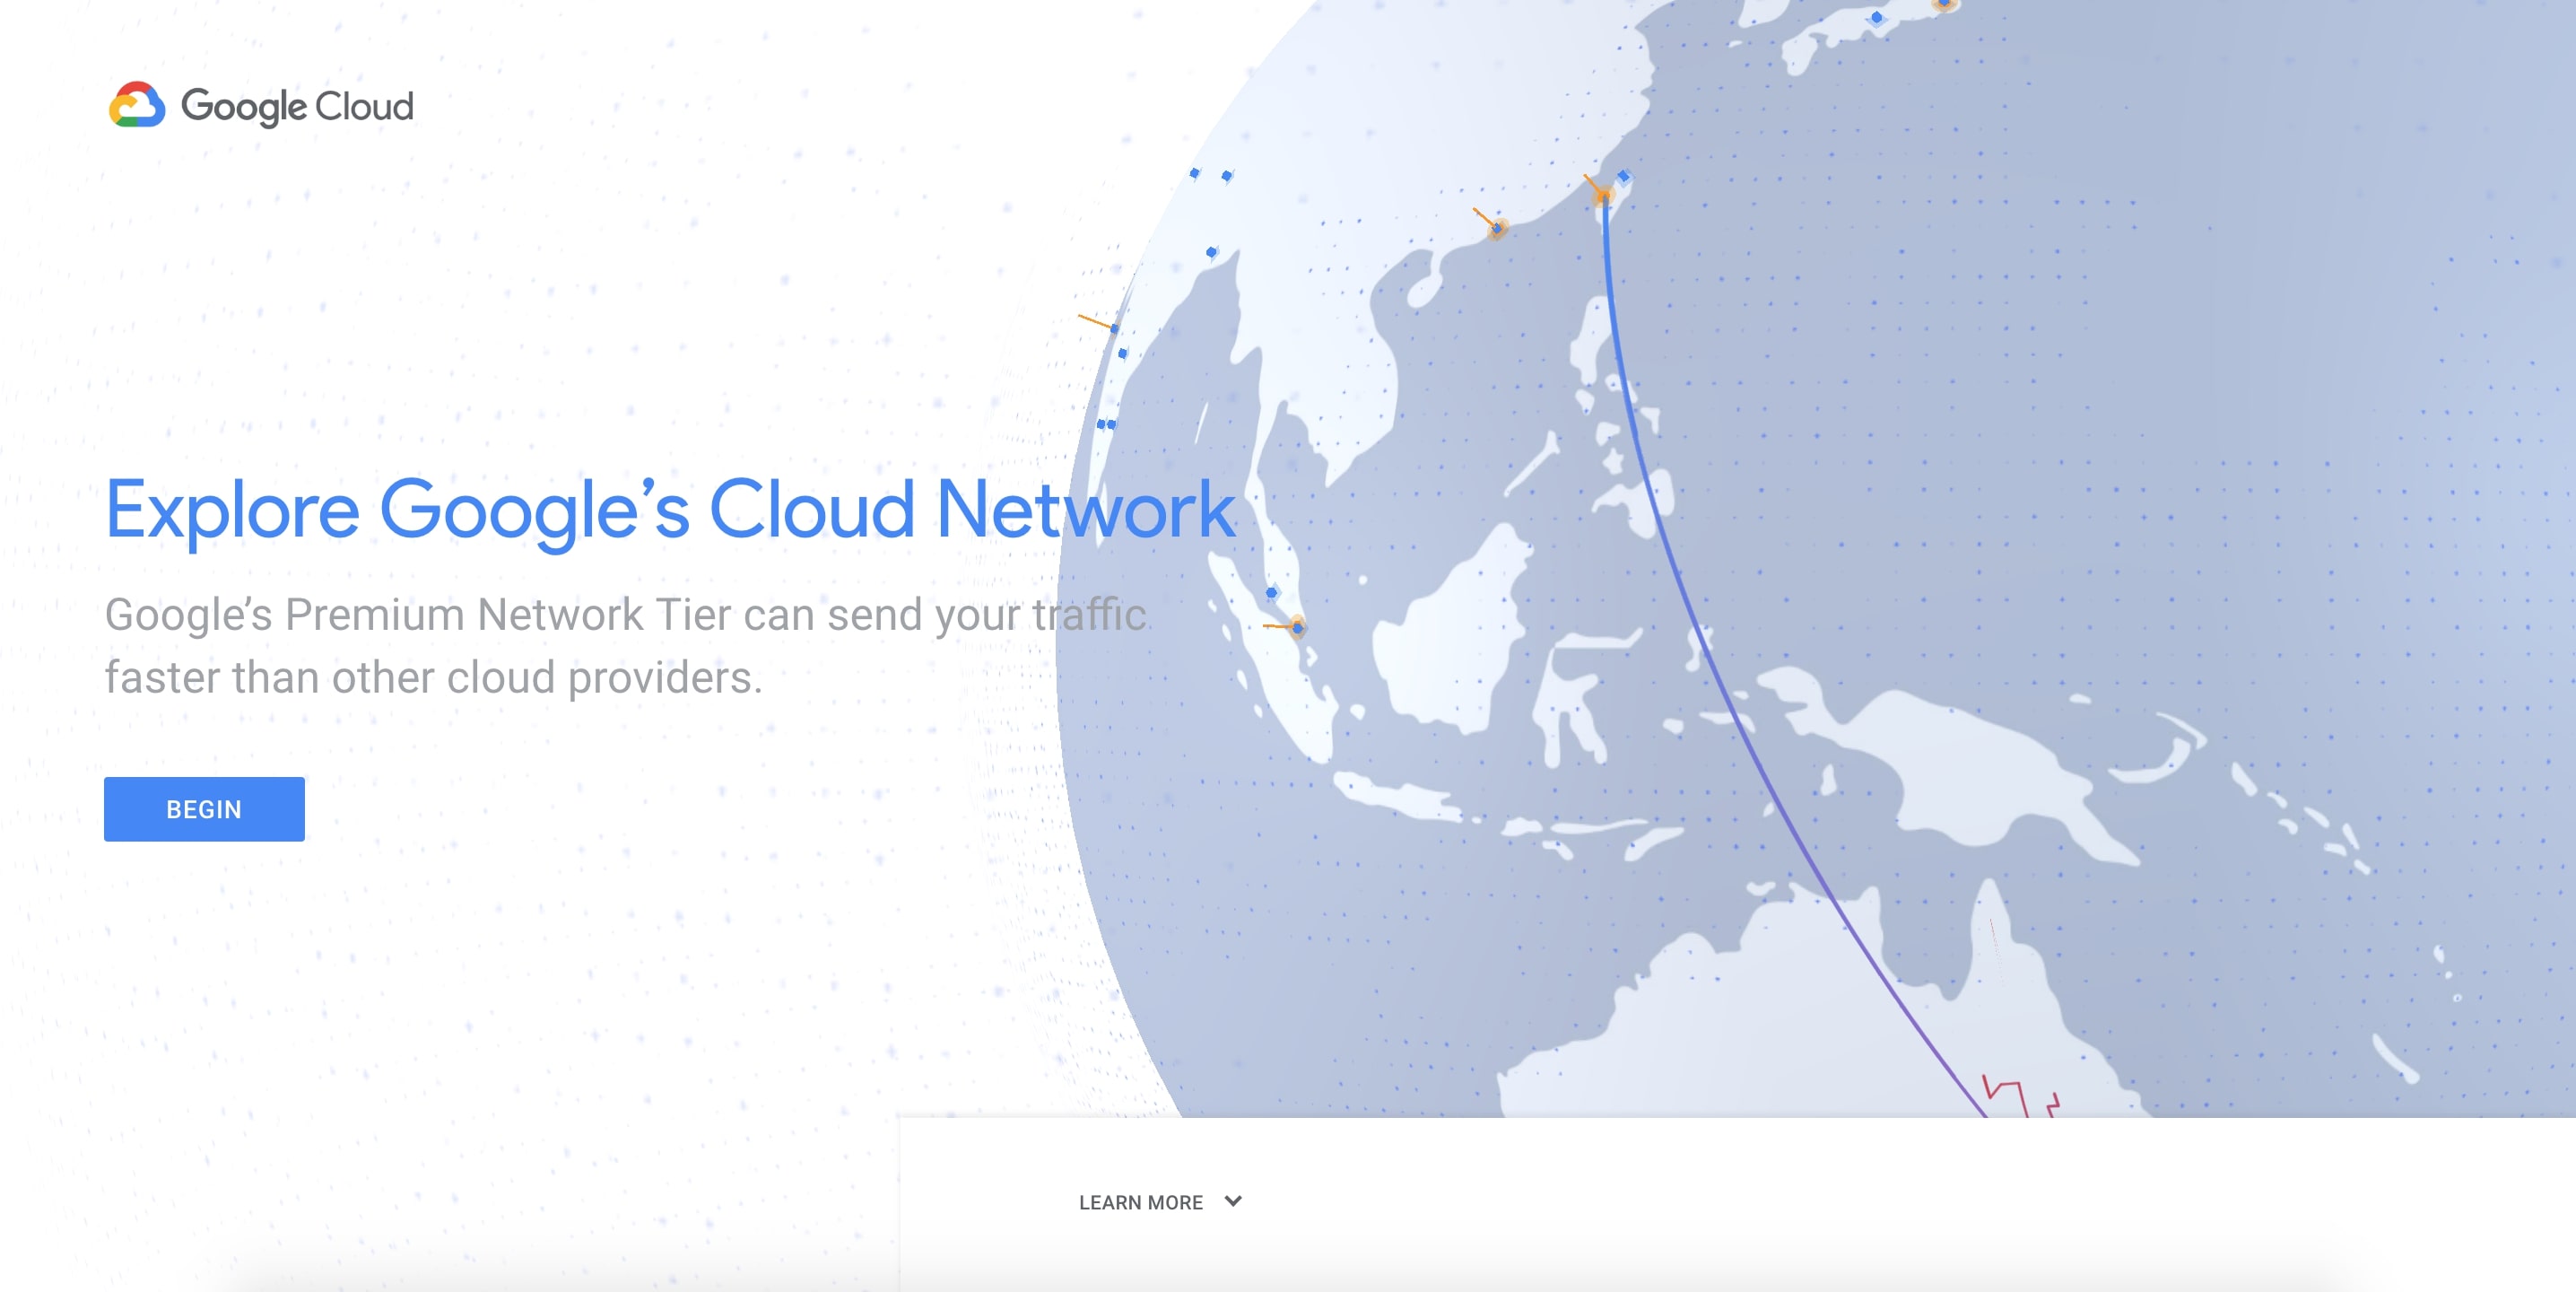 Google Cloud
Explore Google’s Cloud Network
Google’s Premium Network Tier can send your traffic
faster than other cloud providers.
BEGIN
LEARN MORE